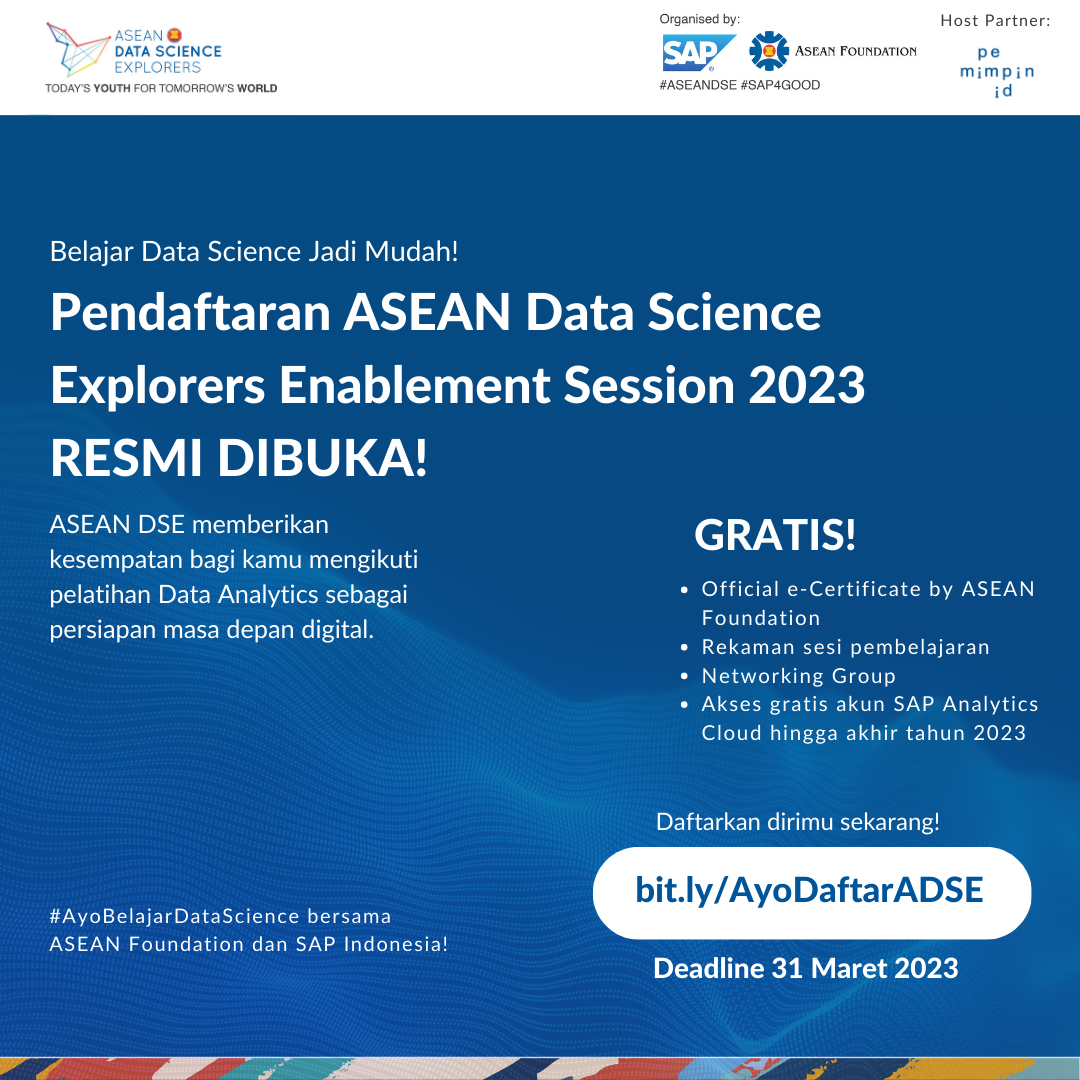 ASEAN
DATA SCIENCE
EXPLORERS
TODAY'S YOUTH FOR TOMORROW'S WORLD
Organised by:
SAP
ASEAN FOUNDATION
#ASEANDSE #SAP4GOOD
Host Partner:
pe
mimpin
id
Belajar Data Science Jadi Mudah!
Pendaftaran ASEAN Data Science
Explorers Enablement Session 2023
RESMI DIBUKA!
ASEAN DSE memberikan
kesempatan bagi kamu mengikuti
pelatihan Data Analytics sebagai
persiapan masa depan digital.
GRATIS!
• Official e-Certificate by ASEAN
Foundation
• Rekaman sesi pembelajaran
• Networking Group
• Akses gratis akun SAP Analytics
Cloud hingga akhir tahun 2023
Daftarkan dirimu sekarang!
bit.ly/AyoDaftarADSE
Deadline 31 Maret 2023
#AyoBelajarDataScience bersama
ASEAN Foundation dan SAP Indonesia!